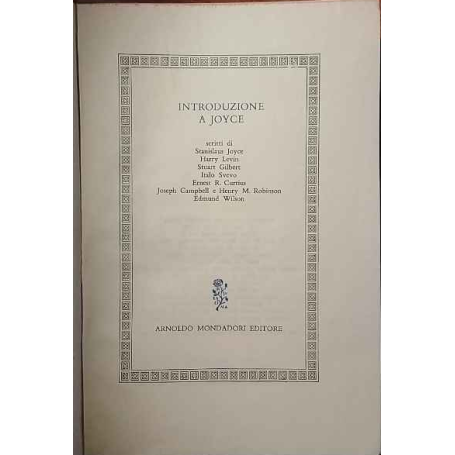 INTRODUZIONE
A JOYCE
scritti di
Stanislaus Joyce
Harry Levin
Stuart Gilbert
Italo Svevo
Ernest R. Curtius
Joseph Campbell e Henry M. Robinson
Edmund Wilson
ARNOLDO MONDADORI EDITORE